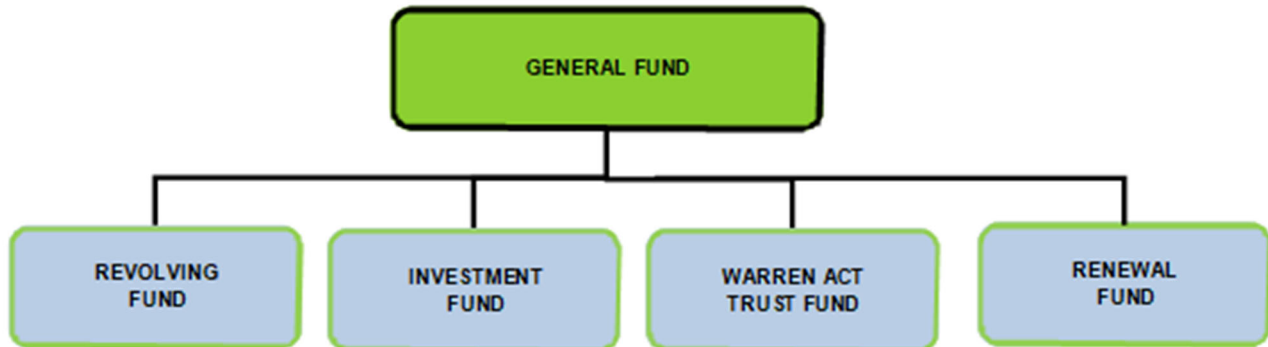 GENERAL FUND
REVOLVING
FUND
INVESTMENT
FUND
WARREN ACT
TRUST FUND
RENEWAL
FUND